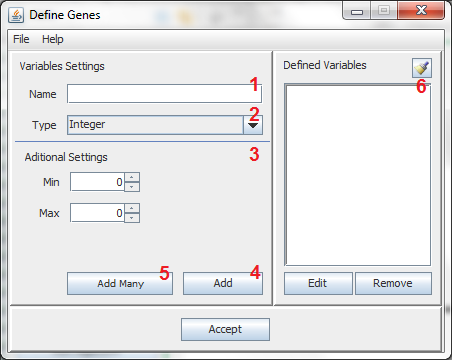 Define Genes
File Help
Variables Settings
Name
1
Type
Integer
2
Aditional Settings
3
Min
0
Max
0
5
Add Many
4
Add
Defined Variables
6
Edit
Remove
Accept